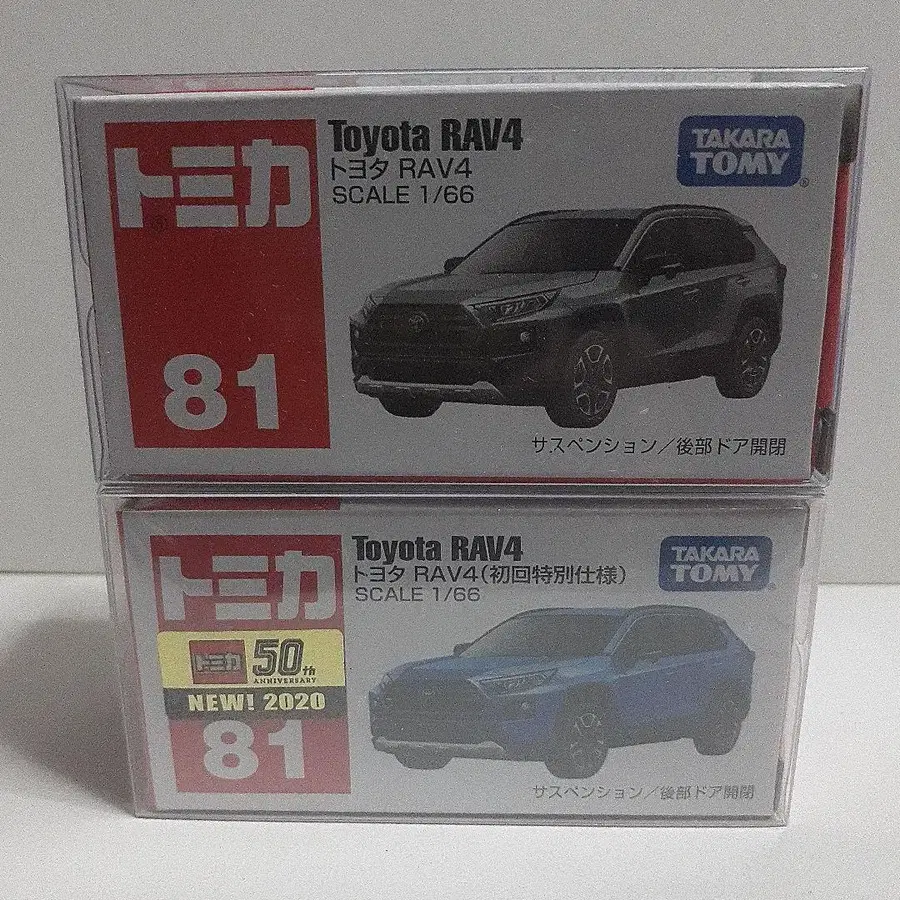 トミカ
81
Toyota RAV4
トヨタ RAV4
SCALE 1/66
TAKARA
TOMY
サスペンション/後部ドア開閉
トミカ
トミカ 50th
ANNIVERSARY
NEW! 2020
81
Toyota RAV4
トヨタ RAV4(初回特別仕様)
SCALE 1/66
TAKARA
TOMY
サスペンション/後部ドア開閉